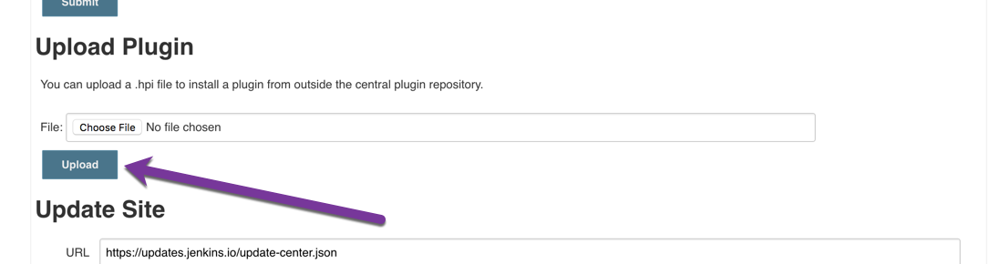 Submit
Upload Plugin
You can upload a .hpi file to install a plugin from outside the central plugin repository.
File: Choose File No file chosen
Upload
Update Site
URL https://updates.jenkins.io/update-center.json